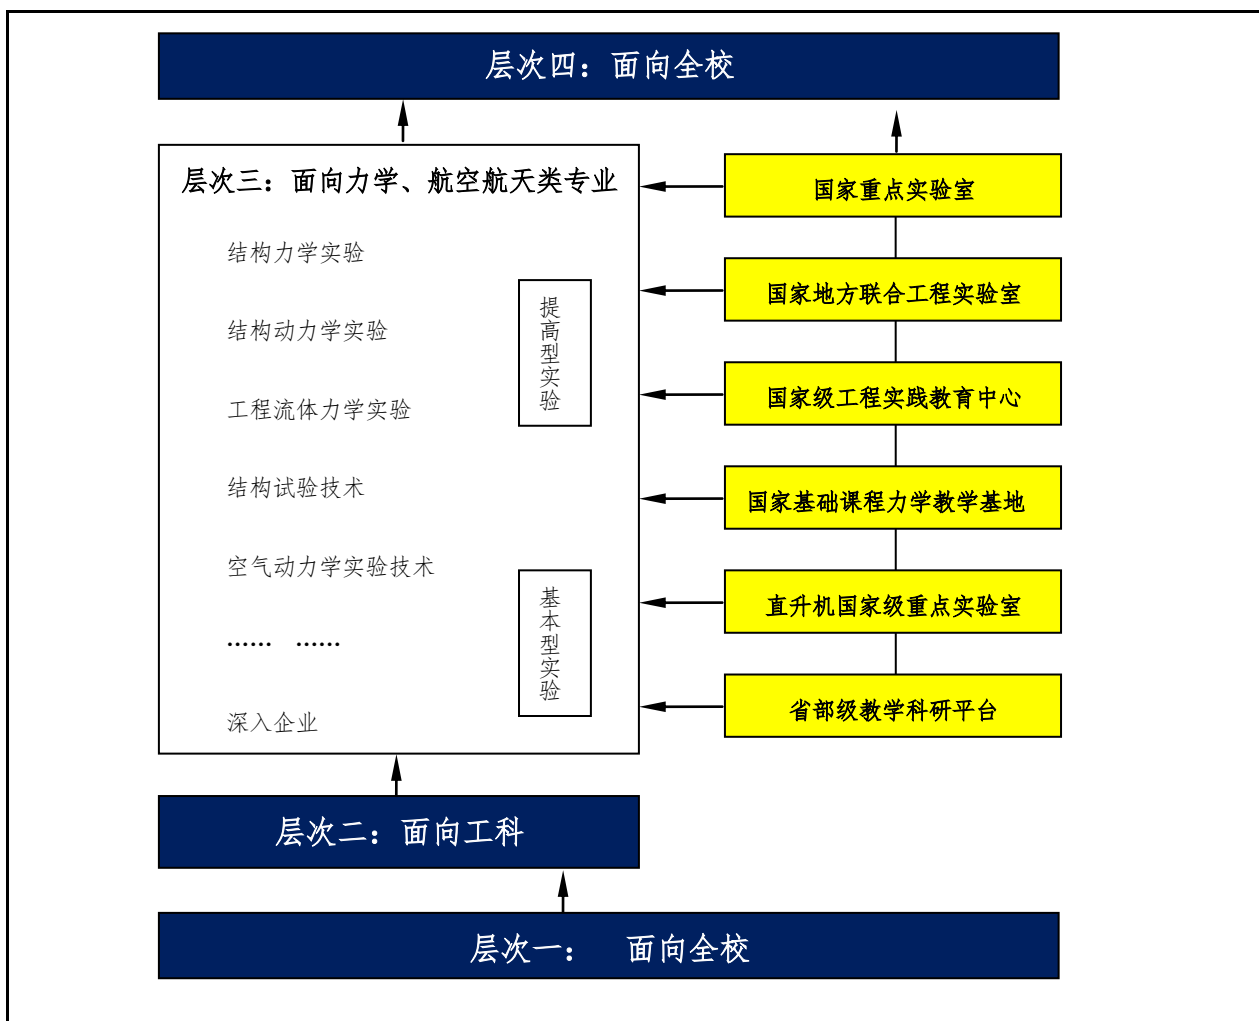 层次四：面向全校
层次三：面向力学、航空航天类专业
结构力学实验
结构动力学实验
工程流体力学实验
结构试验技术
空气动力学实验技术
…… ……
深入企业
提高型实验
基本型实验
国家重点实验室
国家地方联合工程实验室
国家级工程实践教育中心
国家基础课程力学教学基地
直升机国家级重点实验室
省部级教学科研平台
层次二：面向工科
层次一： 面向全校